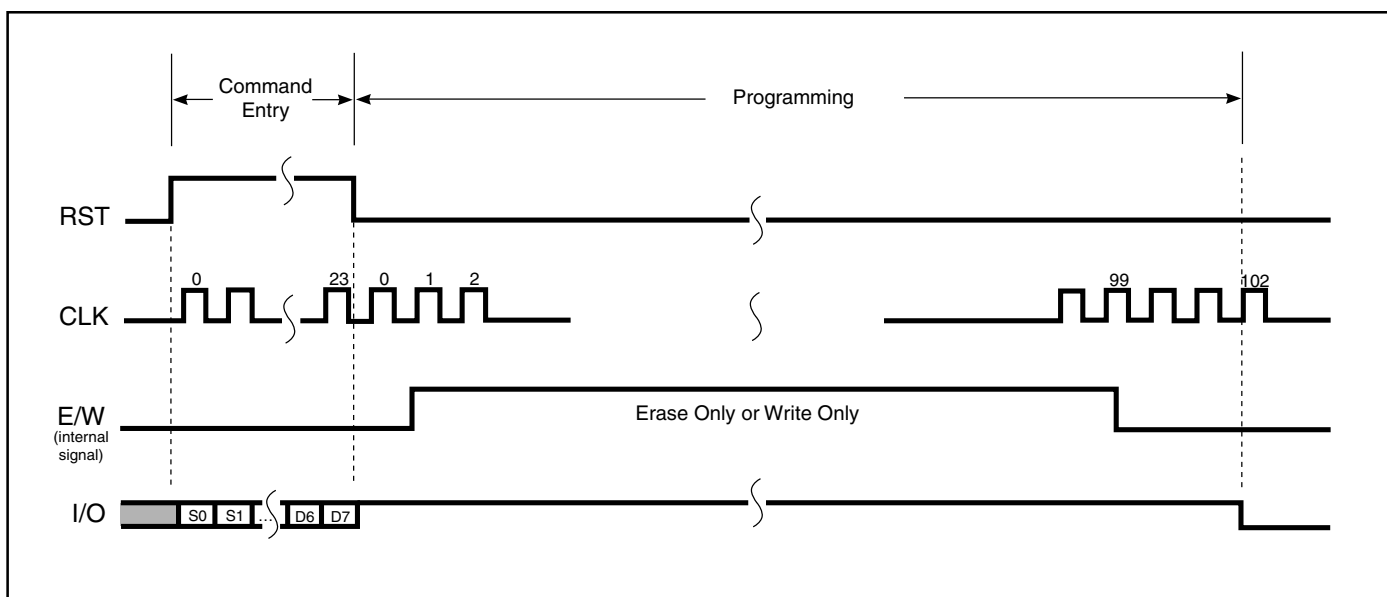 Command
Entry
Programming
RST
CLK
0
23
0
1
2
99
102
E/W
(internal
signal)
Erase Only or Write Only
I/O
S0
S1
...
D6
D7